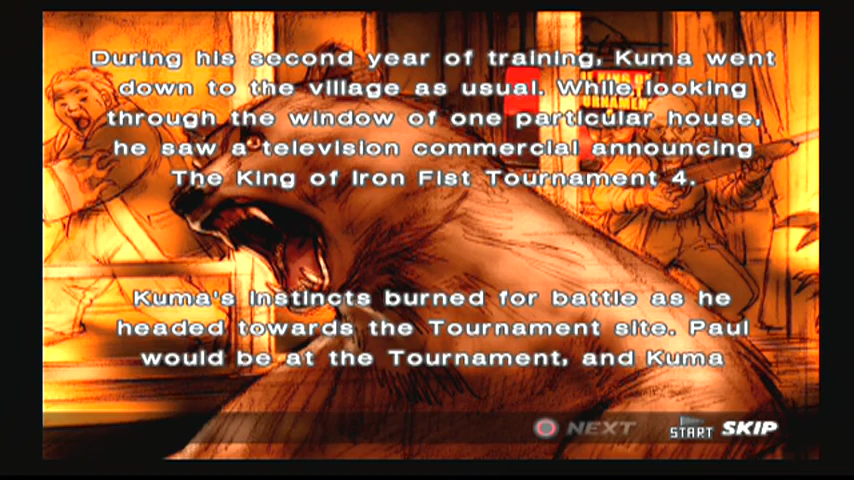 During his second year of training, Kuma went
down to the village as usual. While looking
through the window of one particular house,
he saw a television commercial announcing
The King of Iron Fist Tournament 4.
Kuma's instincts burned for battle as he
headed towards the Tournament site. Paul
would be at the Tournament, and Kuma
NEXT START SKIP